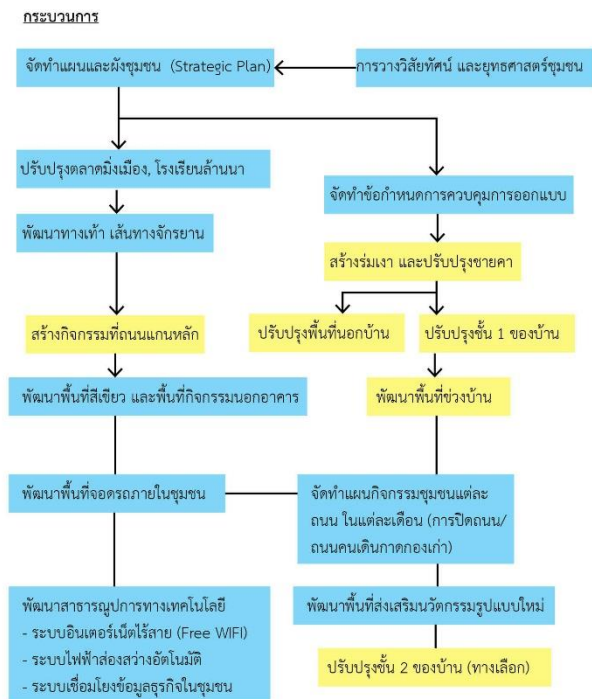 กระบวนการ
จัดทำแผนและผังชุมชน (Strategic Plan)
การวางวิสัยทัศน์ และยุทธศาสตร์ชุมชน
ปรับปรุงตลาดมิ่งเมือง, โรงเรียนล้านนา
จัดทำข้อกำหนดการควบคุมการออกแบบ
พัฒนาทางเท้า เส้นทางจักรยาน
สร้างร่มเงา และปรับปรุงชายคา
สร้างกิจกรรมที่ถนนแกนหลัก
ปรับปรุงพื้นที่นอกบ้าน
ปรับปรุงชั้น 1 ของบ้าน
พัฒนาพื้นที่สีเขียว และพื้นที่กิจกรรมนอกอาคาร
พัฒนาพื้นที่ข่วงบ้าน
พัฒนาพื้นที่จอดรถภายในชุมชน
จัดทำแผนกิจกรรมชุมชนแต่ละ
ถนน ในแต่ละเดือน (การปิดถนน/
ถนนคนเดินกาดกองเก่า)
พัฒนาสาธารณูปการทางเทคโนโลยี
- ระบบอินเตอร์เน็ตไร้สาย (Free WIFI)
- ระบบไฟฟ้าส่องสว่างอัตโนมัติ
- ระบบเชื่อมโยงข้อมูลธุรกิจในชุมชน
พัฒนาพื้นที่ส่งเสริมนวัตกรรมรูปแบบใหม่
ปรับปรุงชั้น 2 ของบ้าน (ทางเลือก)